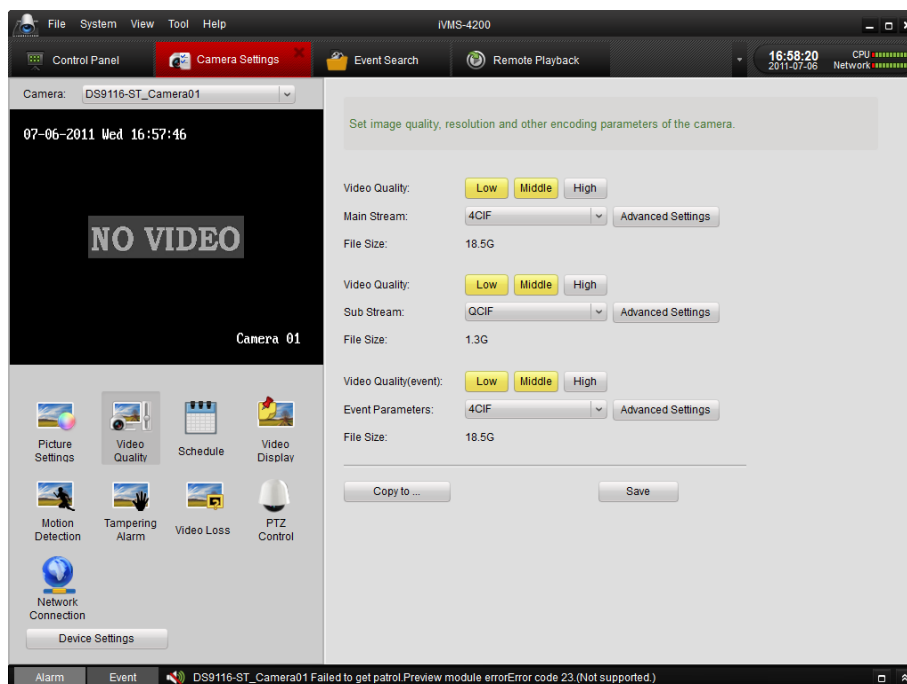 File System View Tool Help
iVMS-4200
Control Panel
Camera Settings
Event Search
Remote Playback
16:58:20
2011-07-06
CPU
Network
Camera: DS9116-ST_Camera01
07-06-2011 Wed 16:57:46
NO VIDEO
Camera 01
Picture Settings
Video Quality
Schedule
Video Display
Motion Detection
Tampering Alarm
Video Loss
PTZ Control
Network Connection
Device Settings
Set image quality, resolution and other encoding parameters of the camera.
Video Quality: Low Middle High
Main Stream: 4CIF Advanced Settings
File Size: 18.5G
Video Quality: Low Middle High
Sub Stream: QCIF Advanced Settings
File Size: 1.3G
Video Quality(event): Low Middle High
Event Parameters: 4CIF Advanced Settings
File Size: 18.5G
Copy to ... Save
Alarm Event DS9116-ST_Camera01 Failed to get patrol.Preview module errorError code 23.(Not supported.)